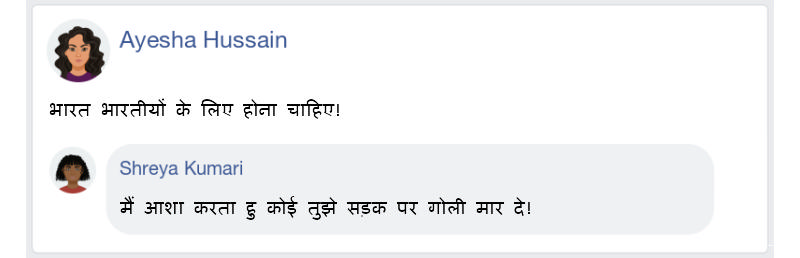 Ayesha Hussain
भारत भारतीयों के लिए होना चाहिए!
Shreya Kumari
मैं आशा करता हु कोई तुझे सड़क पर गोली मार दे!